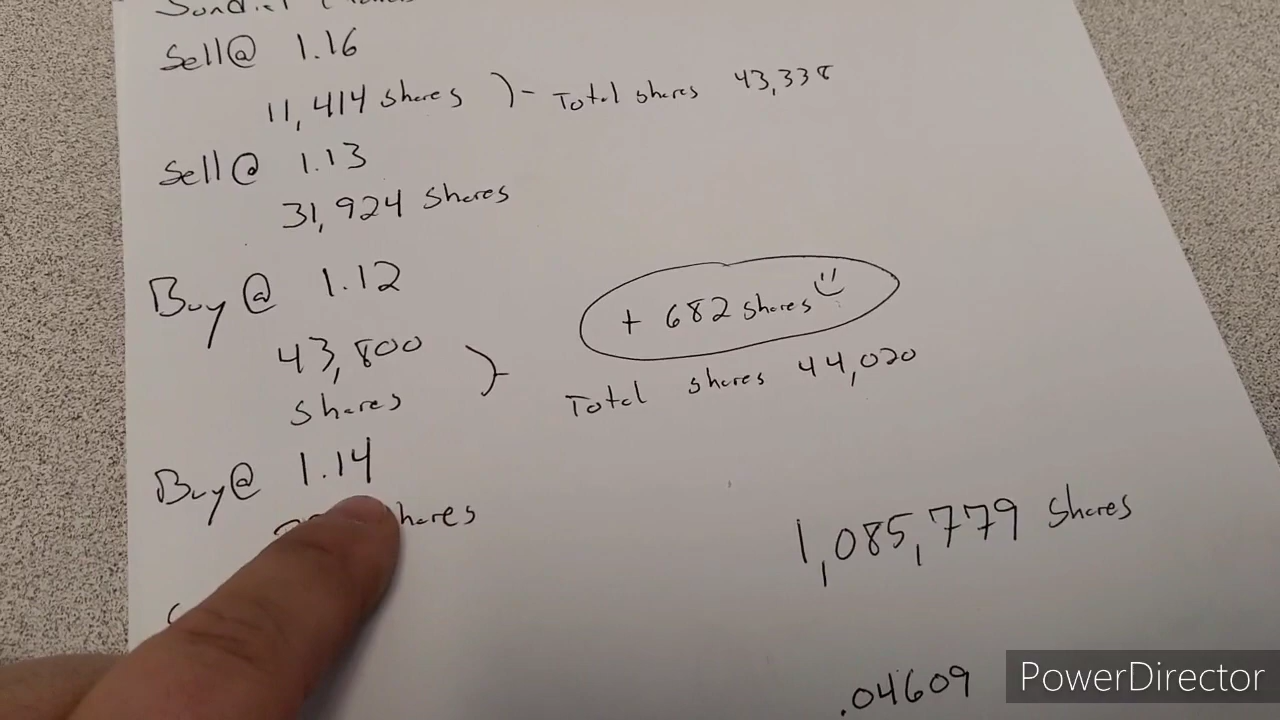 Sell@ 1.16
11,414 shares ) - Total shares 43,338
Sell@ 1.13
31,924 shares
Buy@ 1.12
43,800
shares
+ 682 shares
Total shares 44,020
Buy@ 1.14
1,085,779 shares
.04609
PowerDirector